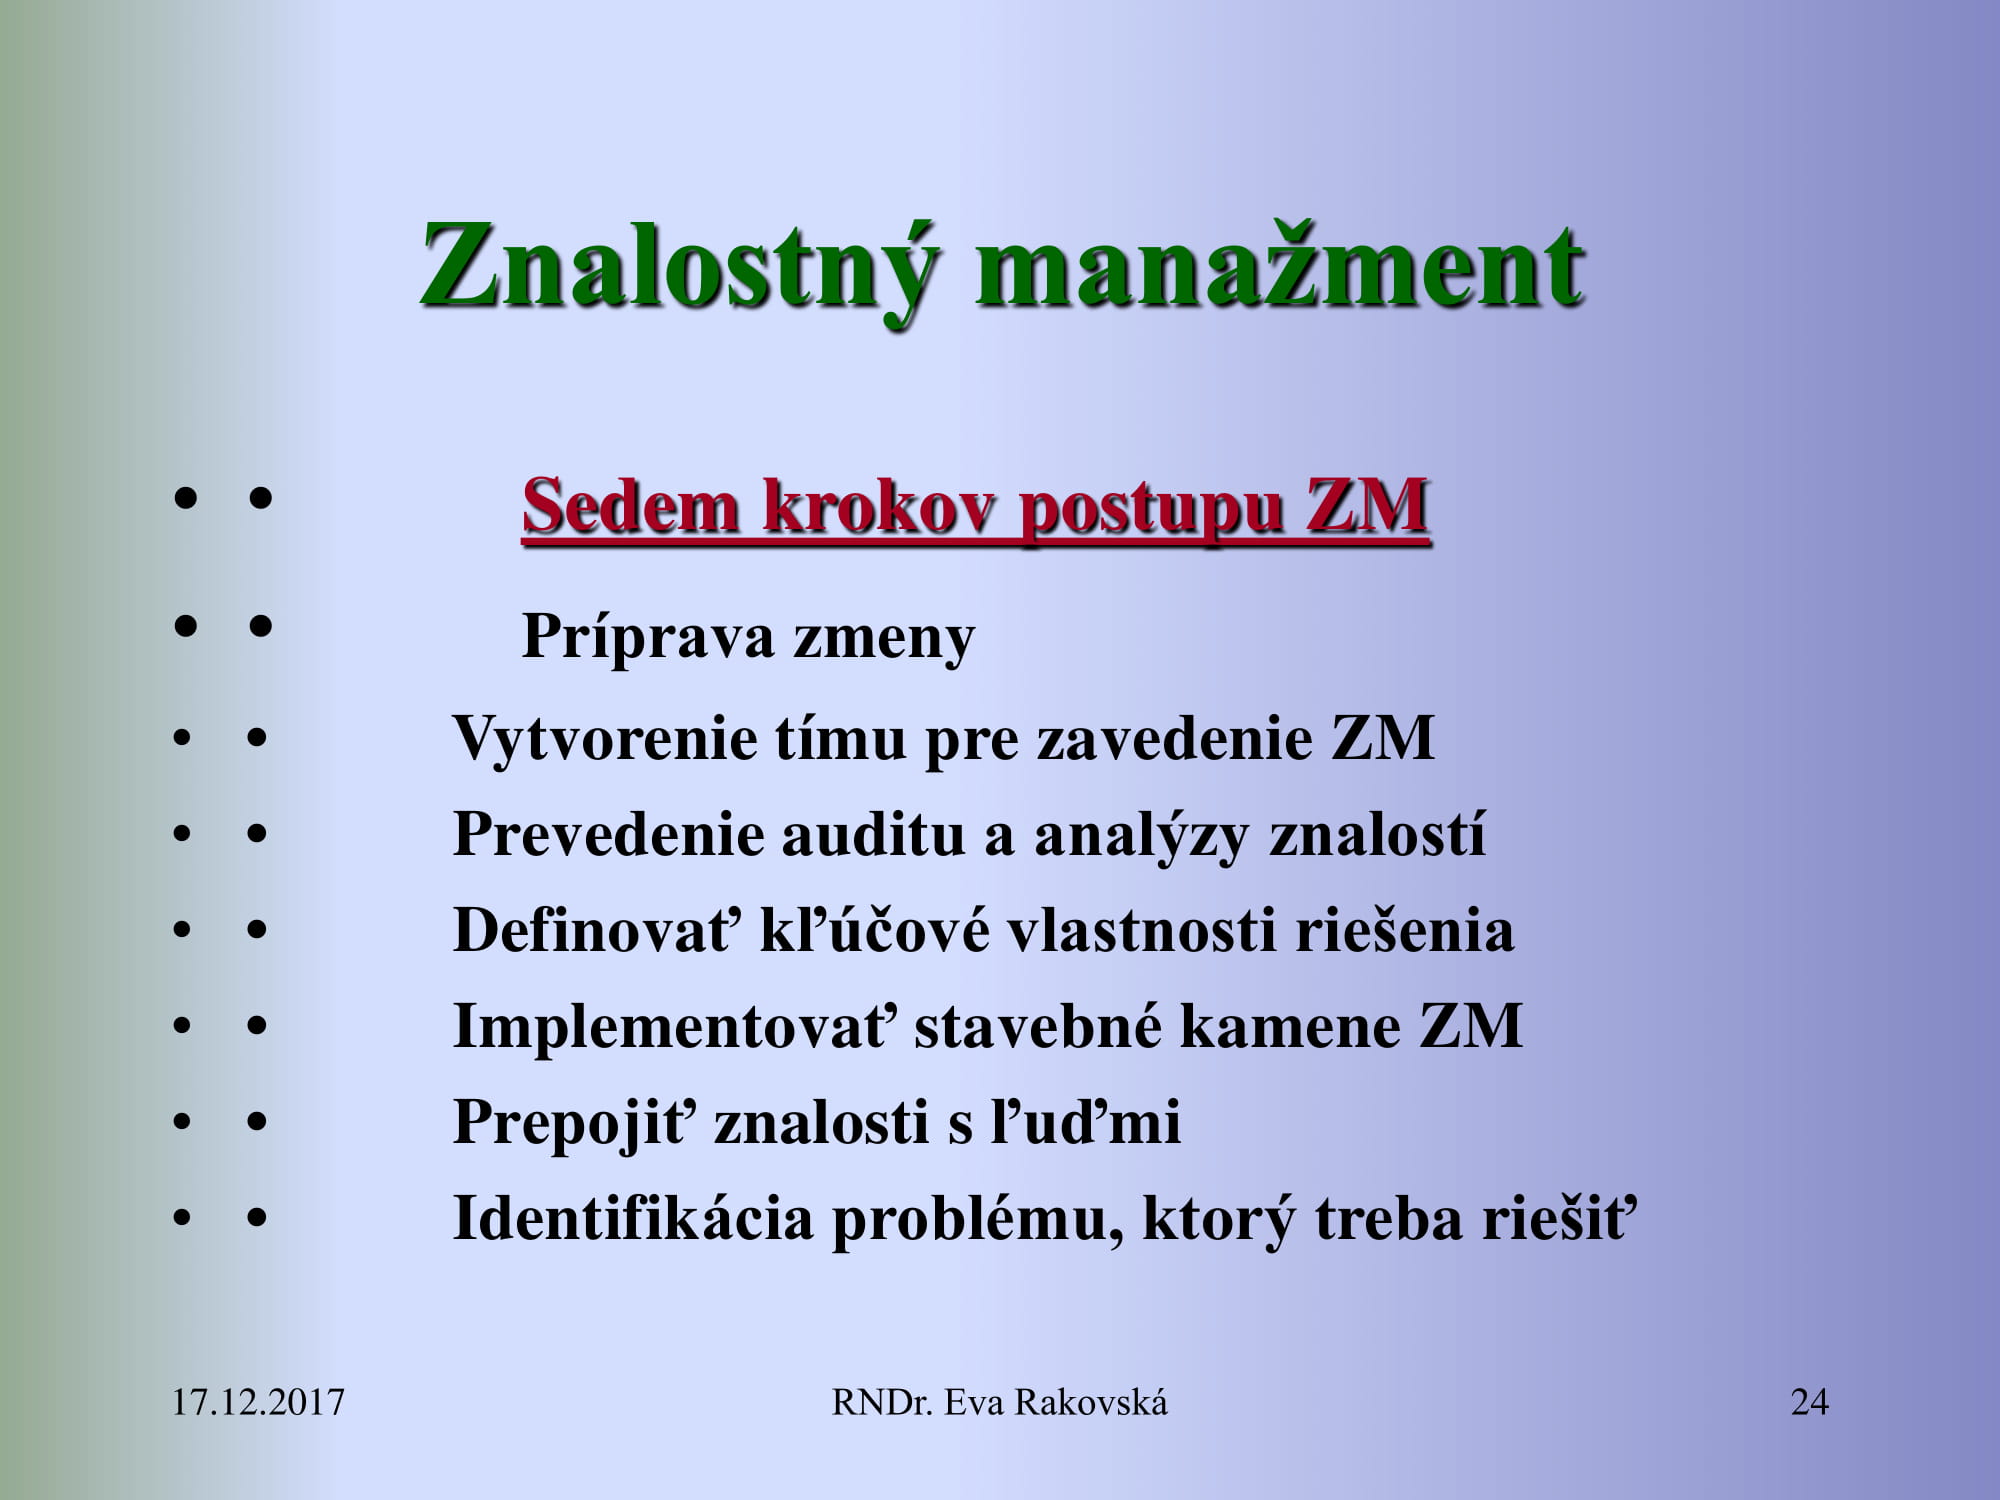 Znalostný manažment
• • Sedem krokov postupu ZM
• • Príprava zmeny
• • Vytvorenie tímu pre zavedenie ZM
• • Prevedenie auditu a analýzy znalostí
• • Definovať kľúčové vlastnosti riešenia
• • Implementovať stavebné kamene ZM
• • Prepojiť znalosti s ľuďmi
• • Identifikácia problému, ktorý treba riešiť
17.12.2017 RNDr. Eva Rakovská 24